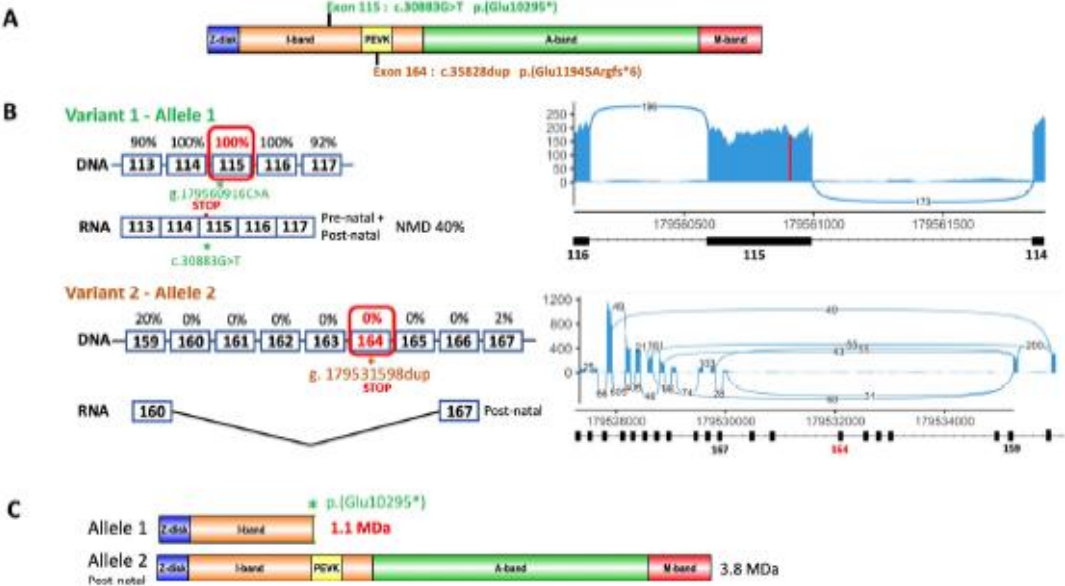 A
Exon 115 : c.30883G>T p.(Glu10295*)
Z-disk I-band PEVK A-band M-band
Exon 164 : c.35828dup p.(Glu11945Argfs*6)
B
Variant 1 - Allele 1
90% 100% 100% 100% 92%
DNA 113 114 115 116 117
g.179560916C>A
STOP
RNA 113 114 115 116 117 Pre-natal + Post-natal NMD 40%
c.30883G>T
250
200
150
100
50
0
196
173
179560500 179561000 179561500
116 115 114
Variant 2 - Allele 2
20% 0% 0% 0% 0% 0% 0% 0% 2%
DNA 159 160 161 162 163 164 165 166 167
g. 179531598dup
STOP
RNA 160 167 Post-natal
1200
800
400
0
49
40
200
74
28
60
31
179528000 179530000 179532000 179534000
167 164 159
C
* p.(Glu10295*)
Allele 1 Z-disk I-band 1.1 MDa
Allele 2 Z-disk I-band PEVK A-band M-band 3.8 MDa
Post-natal